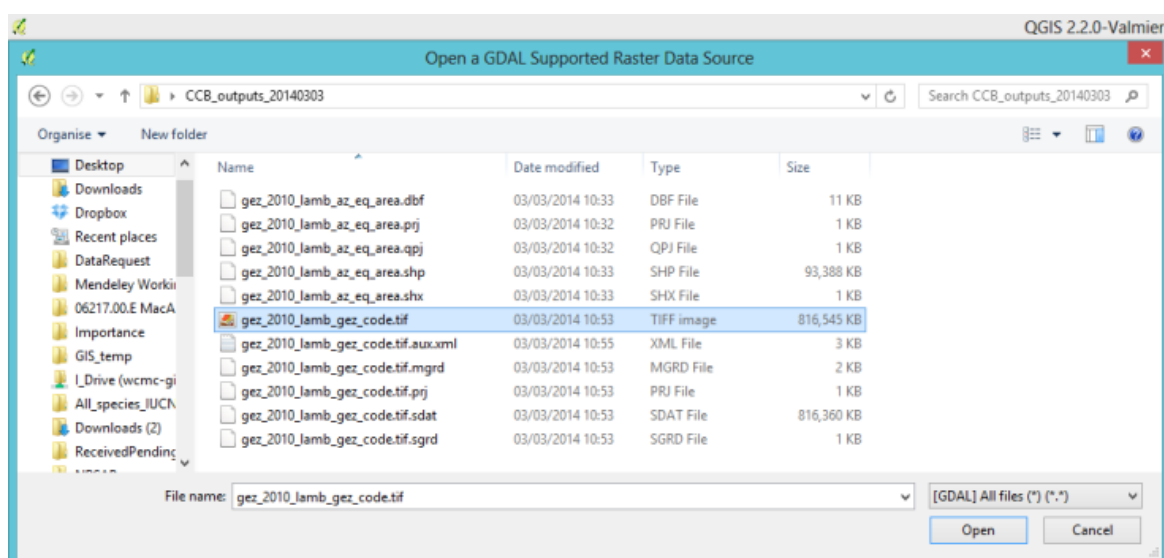 QGIS 2.2.0-Valmier
Open a GDAL Supported Raster Data Source
CCB_outputs_20140303
Search CCB_outputs_20140303
Organise
New folder
Desktop
Downloads
Dropbox
Recent places
DataRequest
Mendeley Workin
06217.00.E MacA
Importance
GIS_temp
I_Drive (wcmc-gi
All_species_IUCN
Downloads (2)
ReceivedPending
Name Date modified Type Size
gez_2010_lamb_az_eq_area.dbf 03/03/2014 10:33 DBF File 11 KB
gez_2010_lamb_az_eq_area.prj 03/03/2014 10:32 PRJ File 1 KB
gez_2010_lamb_az_eq_area.qpj 03/03/2014 10:32 QPJ File 1 KB
gez_2010_lamb_az_eq_area.shp 03/03/2014 10:33 SHP File 93,388 KB
gez_2010_lamb_az_eq_area.shx 03/03/2014 10:33 SHX File 1 KB
gez_2010_lamb_gez_code.tif 03/03/2014 10:53 TIFF image 816,545 KB
gez_2010_lamb_gez_code.tif.aux.xml 03/03/2014 10:55 XML File 3 KB
gez_2010_lamb_gez_code.tif.mgrd 03/03/2014 10:53 MGRD File 2 KB
gez_2010_lamb_gez_code.tif.prj 03/03/2014 10:53 PRJ File 1 KB
gez_2010_lamb_gez_code.tif.sdat 03/03/2014 10:53 SDAT File 816,360 KB
gez_2010_lamb_gez_code.tif.sgrd 03/03/2014 10:53 SGRD File 1 KB
File name: gez_2010_lamb_gez_code.tif
[GDAL] All files (*) (*.*)
Open
Cancel